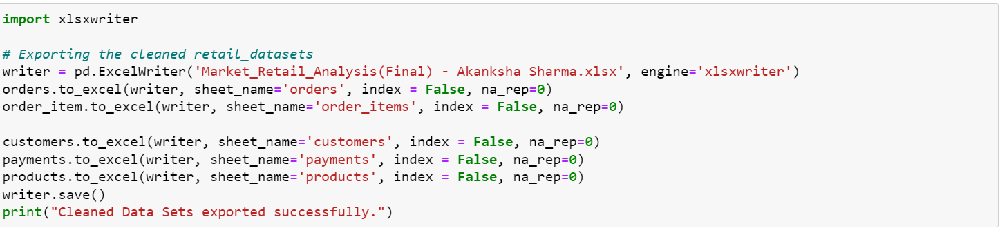 import xlsxwriter
# Exporting the cleaned retail_datasets
writer = pd.ExcelWriter('Market_Retail_Analysis(Final) - Akanksha Sharma.xlsx', engine='xlsxwriter')
orders.to_excel(writer, sheet_name='orders', index = False, na_rep=0)
order_item.to_excel(writer, sheet_name='order_items', index = False, na_rep=0)
customers.to_excel(writer, sheet_name='customers', index = False, na_rep=0)
payments.to_excel(writer, sheet_name='payments', index = False, na_rep=0)
products.to_excel(writer, sheet_name='products', index = False, na_rep=0)
writer.save()
print("Cleaned Data Sets exported successfully.")